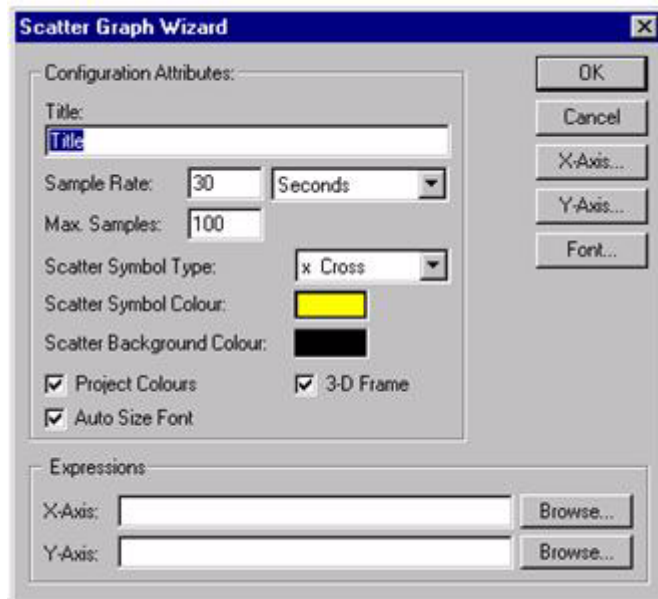 Scatter Graph Wizard
Configuration Attributes:
Title:
Title
Sample Rate: 30 Seconds
Max. Samples: 100
Scatter Symbol Type: x Cross
Scatter Symbol Colour:
Scatter Background Colour:
Project Colours 3-D Frame
Auto Size Font
OK
Cancel
X-Axis...
Y-Axis...
Font...
Expressions
X-Axis: Browse...
Y-Axis: Browse...